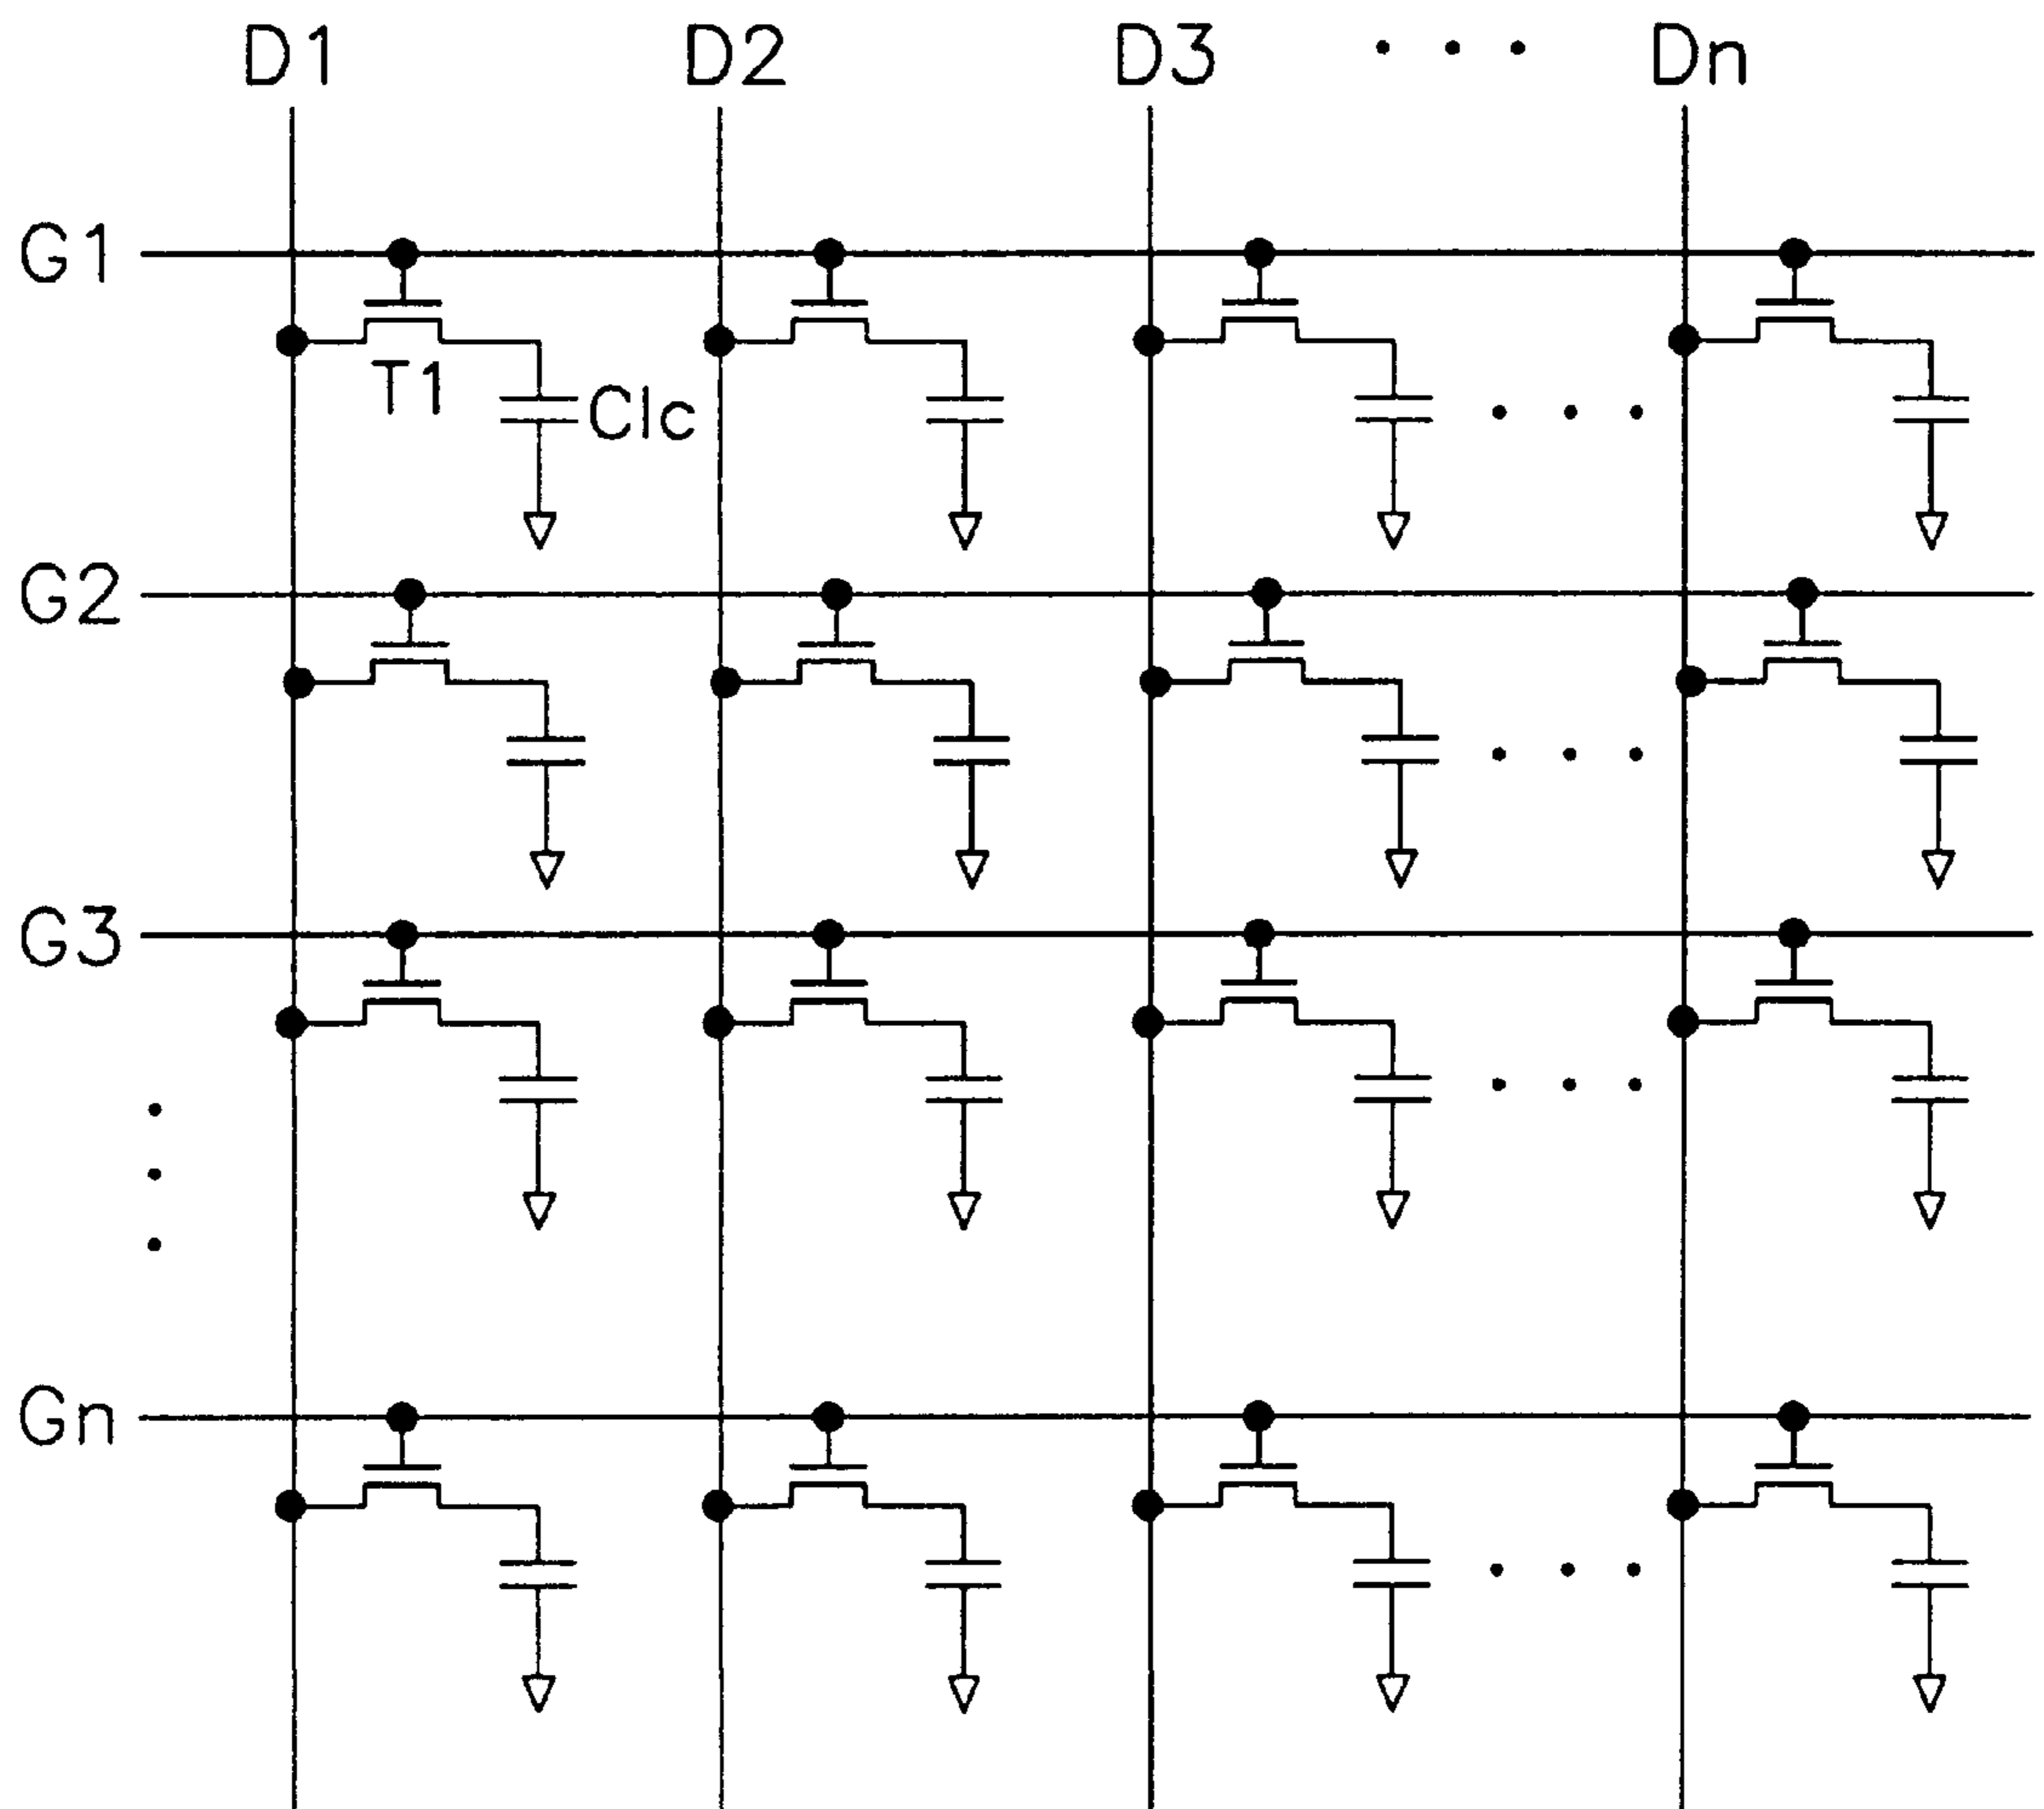 D1 D2 D3 . . . Dn
G1
T1 Clc
. . .
G2
. . .
G3
. . .
. . .
Gn
. . .